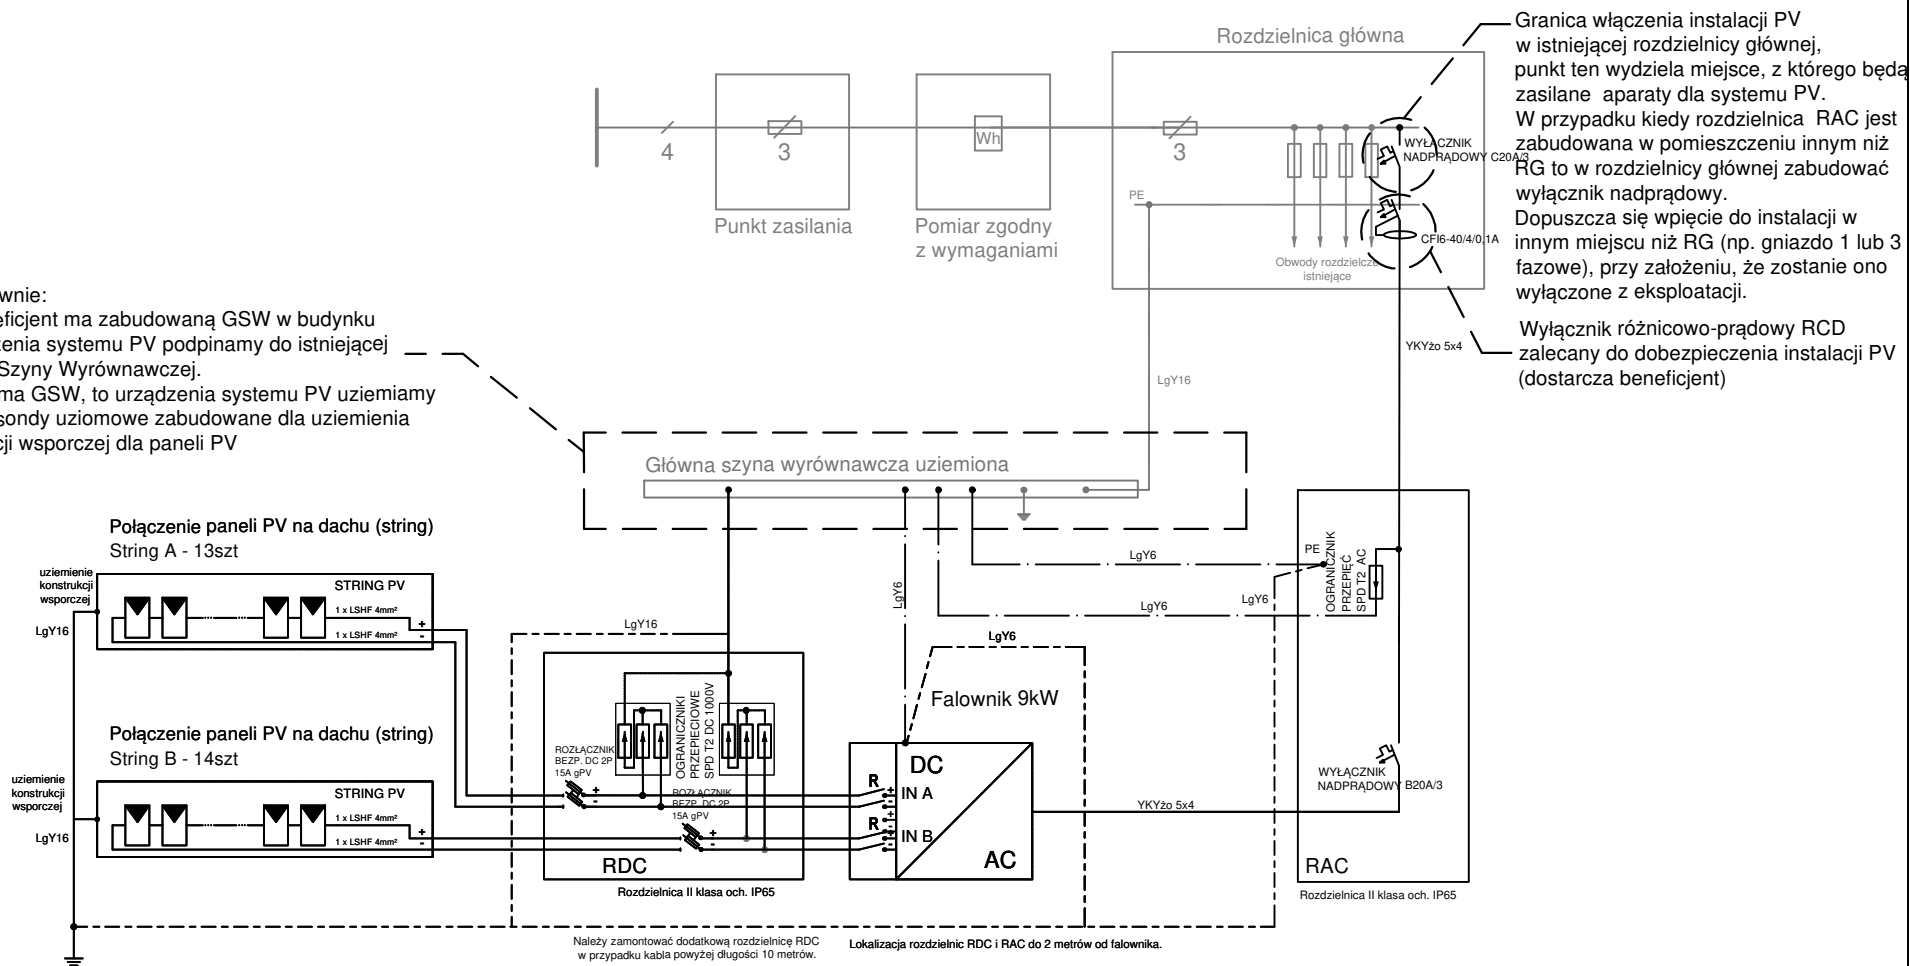 Rozdzielnica główna
4
3
Wh
3
Punkt zasilania
Pomiar zgodny
z wymaganiami
PE
WYŁĄCZNIK
NADPRĄDOWY C20A/3
CFI6-40/4/0,1A
Obwody rozdzielcze
istniejące
Granica włączenia instalacji PV
w istniejącej rozdzielnicy głównej,
punkt ten wydziela miejsce, z którego będą
zasilane aparaty dla systemu PV.
W przypadku kiedy rozdzielnica RAC jest
zabudowana w pomieszczeniu innym niż
RG to w rozdzielnicy głównej zabudować
wyłącznik nadprądowy.
Dopuszcza się wpięcie do instalacji w
innym miejscu niż RG (np. gniazdo 1 lub 3
fazowe), przy założeniu, że zostanie ono
wyłączone z eksploatacji.
Wyłącznik różnicowo-prądowy RCD
zalecany do dobezpieczenia instalacji PV
(dostarcza beneficjent)
YKYżo 5x4
LgY16
wnie:
eficjent ma zabudowaną GSW w budynku
zenia systemu PV podpinamy do istniejącej
Szyny Wyrównawczej.
ma GSW, to urządzenia systemu PV uziemiamy
sondy uziomowe zabudowane dla uziemienia
cji wsporczej dla paneli PV
Główna szyna wyrównawcza uziemiona
Połączenie paneli PV na dachu (string)
String A - 13szt
uziemienie
konstrukcji
wsporczej
LgY16
STRING PV
1 x LSHF 4mm²
1 x LSHF 4mm²
+
-
Połączenie paneli PV na dachu (string)
String B - 14szt
uziemienie
konstrukcji
wsporczej
LgY16
STRING PV
1 x LSHF 4mm²
1 x LSHF 4mm²
+
-
LgY16
OGRANICZNIKI
PRZEPIECIOWE
SPD T2 DC 1000V
ROZŁĄCZNIK
BEZP. DC 2P
15A gPV
+
-
ROZŁĄCZNIK
BEZP. DC 2P
15A gPV
+
-
RDC
Rozdzielnica II klasa och. IP65
LgY6
LgY6
Falownik 9kW
DC
R
+
-
IN A
+
-
R
+
-
IN B
AC
YKYżo 5x4
LgY6
LgY6
LgY6
PE
OGRANICZNIK
PRZEPIĘĆ
SPD T2 AC
WYŁĄCZNIK
NADPRĄDOWY B20A/3
RAC
Rozdzielnica II klasa och. IP65
Należy zamontować dodatkową rozdzielnicę RDC
w przypadku kabla powyżej długości 10 metrów.
Lokalizacja rozdzielnic RDC i RAC do 2 metrów od falownika.